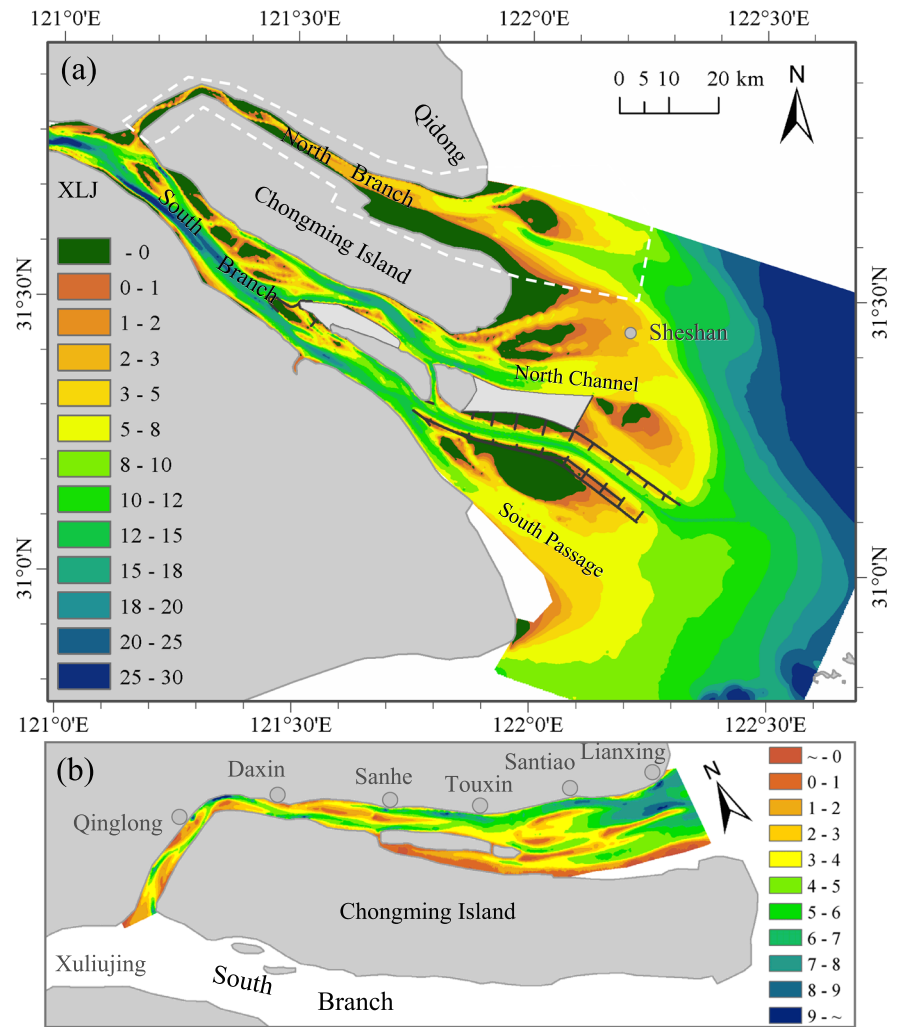 121°0'E 121°30'E 122°0'E 122°30'E
(a)
0 5 10 20 km
N
Qidong
North Branch
XLJ
South Branch
Chongming Island
31°30'N
31°30'N
Sheshan
North Channel
South Passage
31°0'N
31°0'N
- 0
0 - 1
1 - 2
2 - 3
3 - 5
5 - 8
8 - 10
10 - 12
12 - 15
15 - 18
18 - 20
20 - 25
25 - 30
121°0'E 121°30'E 122°0'E 122°30'E
(b)
Qinglong
Daxin
Sanhe
Touxin
Santiao
Lianxing
N
Chongming Island
Xuliujing
South
Branch
~ - 0
0 - 1
1 - 2
2 - 3
3 - 4
4 - 5
5 - 6
6 - 7
7 - 8
8 - 9
9 - ~